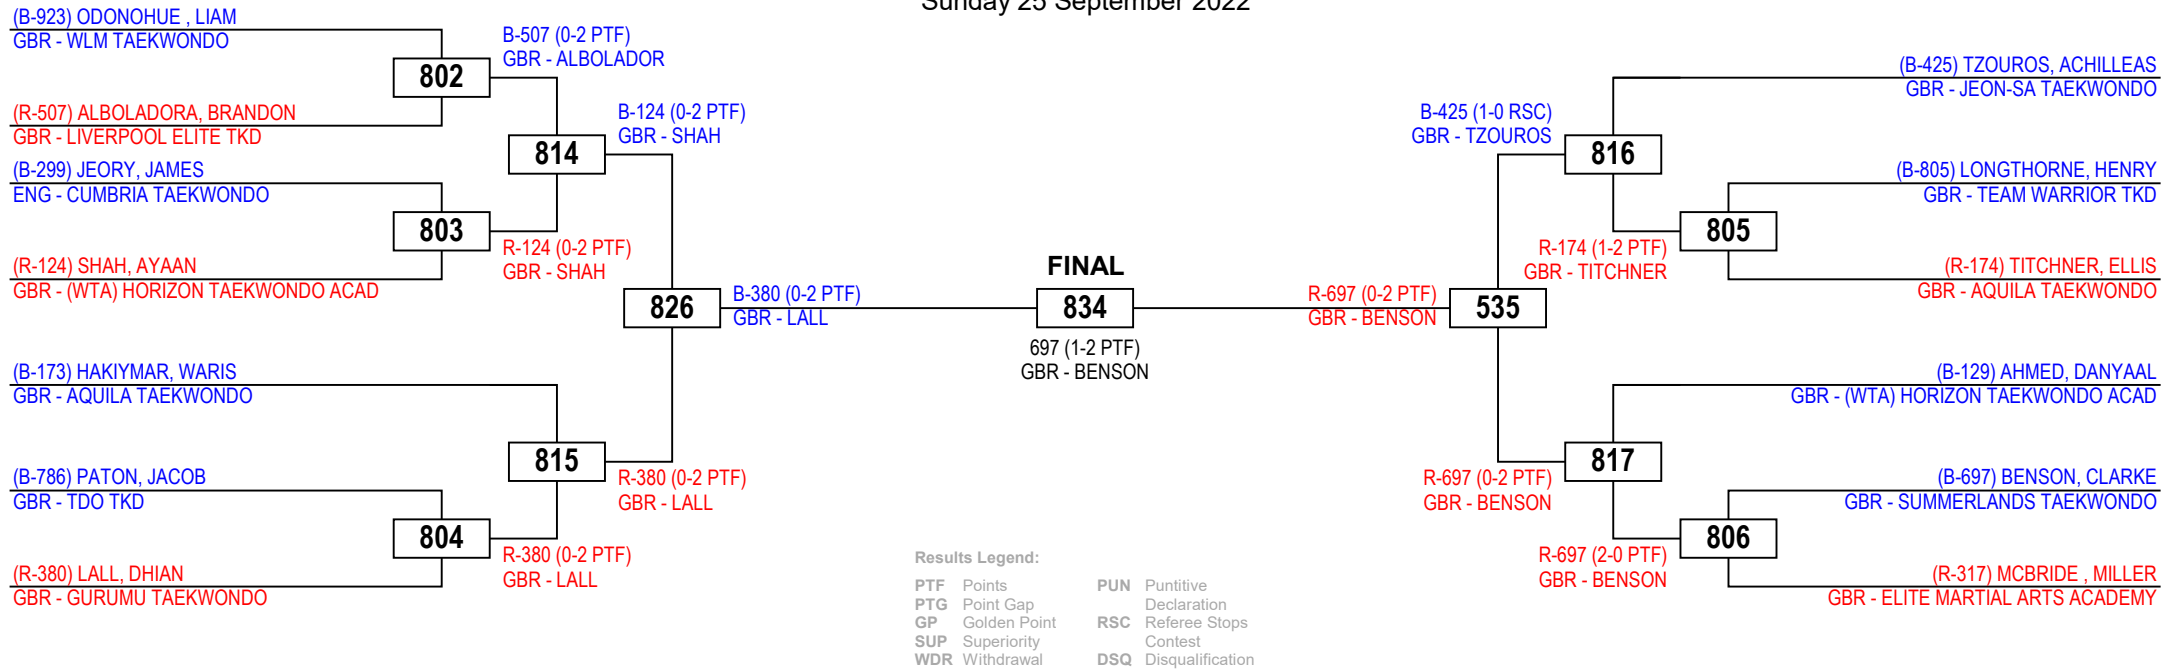 Sunday 25 September 2022
(B-923) ODONOHUE , LIAM
GBR - WLM TAEKWONDO
802
(R-507) ALBOLADORA, BRANDON
GBR - LIVERPOOL ELITE TKD
B-507 (0-2 PTF)
GBR - ALBOLADOR
814
(B-299) JEORY, JAMES
ENG - CUMBRIA TAEKWONDO
803
(R-124) SHAH, AYAAN
GBR - (WTA) HORIZON TAEKWONDO ACAD
R-124 (0-2 PTF)
GBR - SHAH
B-124 (0-2 PTF)
GBR - SHAH
826
(B-173) HAKIYMAR, WARIS
GBR - AQUILA TAEKWONDO
815
(B-786) PATON, JACOB
GBR - TDO TKD
804
(R-380) LALL, DHIAN
GBR - GURUMU TAEKWONDO
R-380 (0-2 PTF)
GBR - LALL
R-380 (0-2 PTF)
GBR - LALL
B-380 (0-2 PTF)
GBR - LALL
FINAL
834
697 (1-2 PTF)
GBR - BENSON
R-697 (0-2 PTF)
GBR - BENSON
535
B-425 (1-0 RSC)
GBR - TZOUROS
816
(B-425) TZOUROS, ACHILLEAS
GBR - JEON-SA TAEKWONDO
(B-805) LONGTHORNE, HENRY
GBR - TEAM WARRIOR TKD
805
R-174 (1-2 PTF)
GBR - TITCHNER
(R-174) TITCHNER, ELLIS
GBR - AQUILA TAEKWONDO
(B-129) AHMED, DANYAAL
GBR - (WTA) HORIZON TAEKWONDO ACAD
817
R-697 (0-2 PTF)
GBR - BENSON
(B-697) BENSON, CLARKE
GBR - SUMMERLANDS TAEKWONDO
806
R-697 (2-0 PTF)
GBR - BENSON
(R-317) MCBRIDE , MILLER
GBR - ELITE MARTIAL ARTS ACADEMY
Results Legend:
PTF Points
PTG Point Gap
GP Golden Point
SUP Superiority
WDR Withdrawal
PUN Puntitive
Declaration
RSC Referee Stops
Contest
DSQ Disqualification